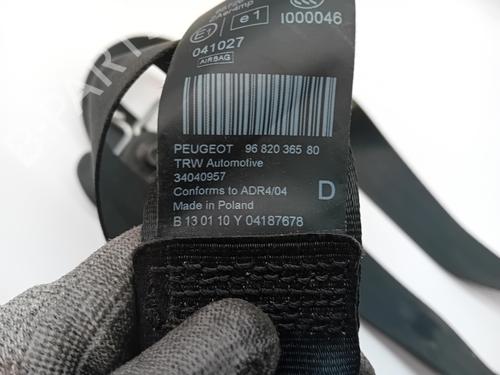 e1
I000046
E1
041027
AIRBAG
PEUGEOT 96 820 365 80
TRW Automotive
34040957
Conforms to ADR4/04
D
Made in Poland
B 13 01 10 Y 04187678